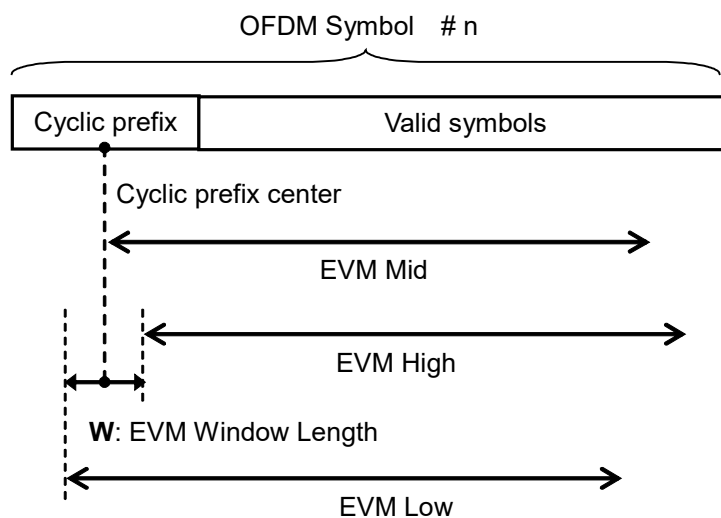 OFDM Symbol # n
Cyclic prefix
Valid symbols
Cyclic prefix center
EVM Mid
EVM High
W: EVM Window Length
EVM Low